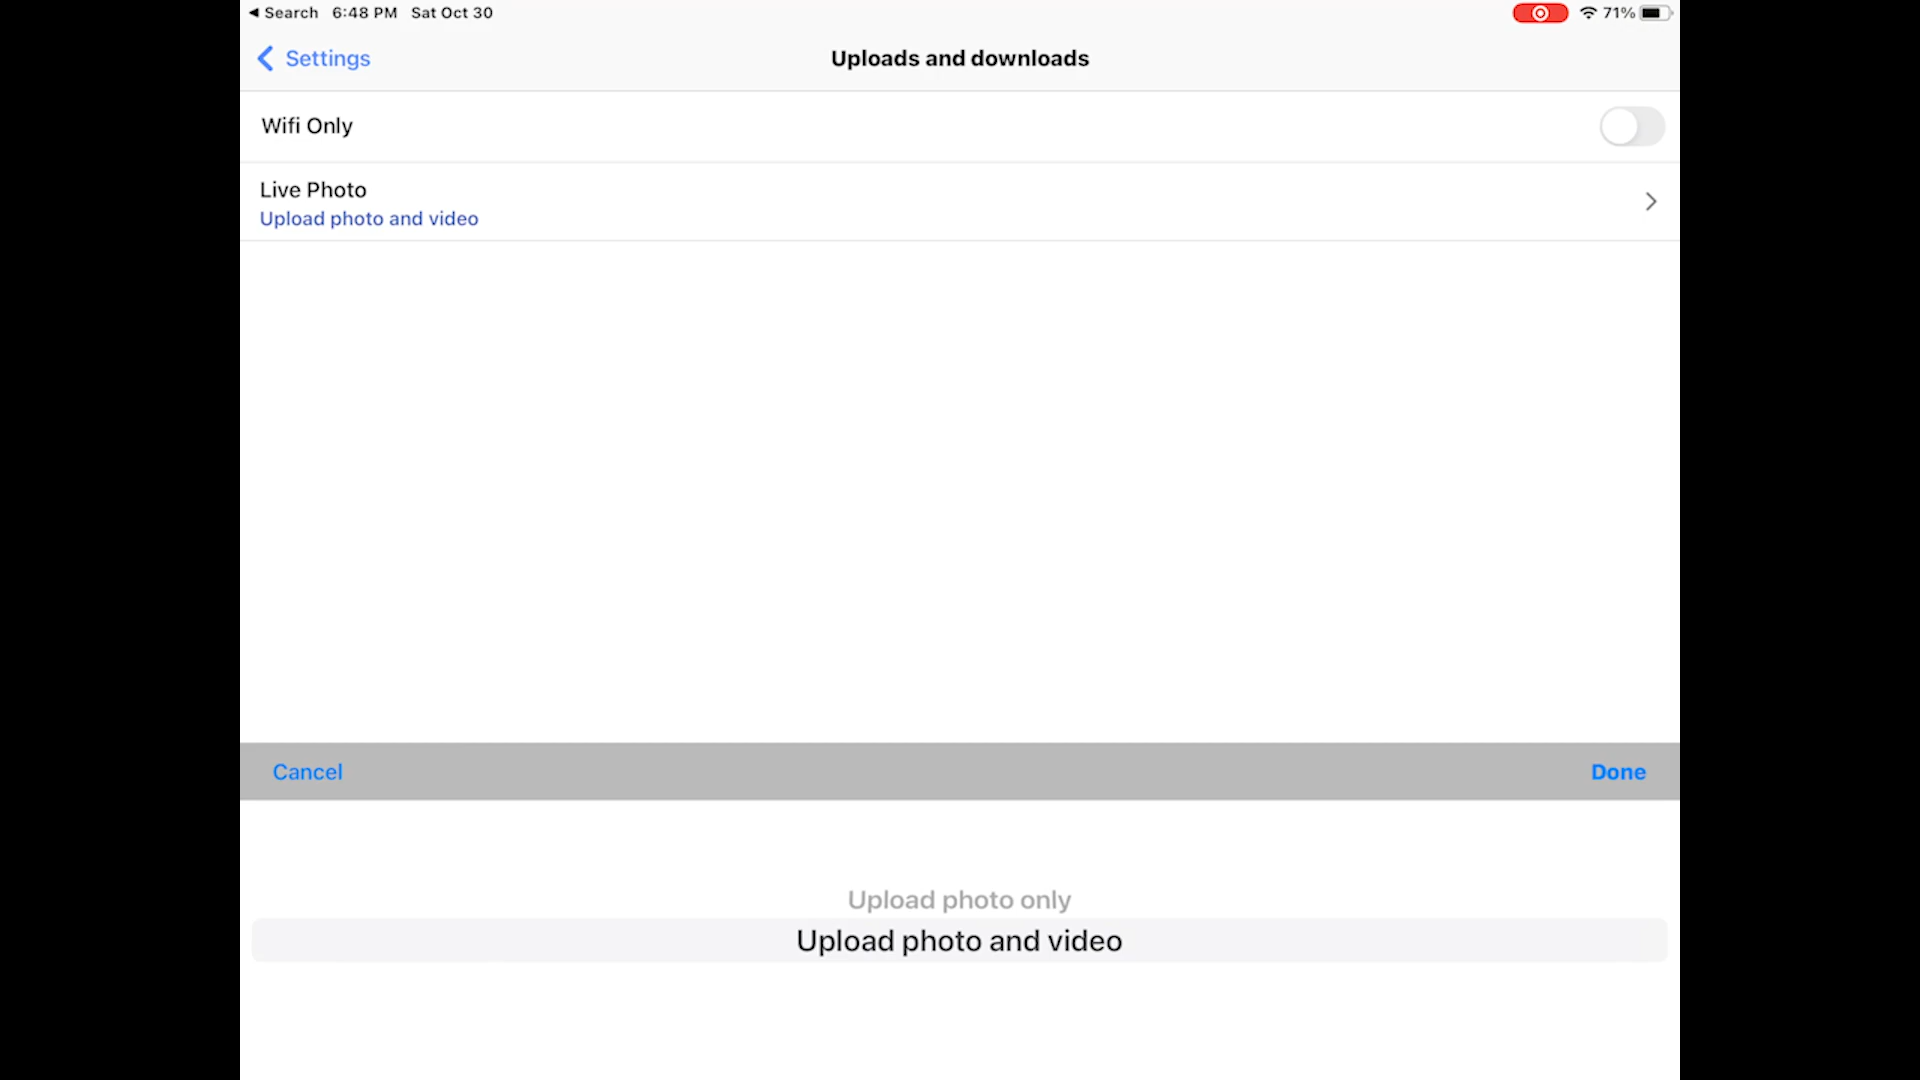 ◀ Search 6:48 PM Sat Oct 30 71%
Settings Uploads and downloads
Wifi Only
Live Photo
Upload photo and video
Cancel Done
Upload photo only
Upload photo and video